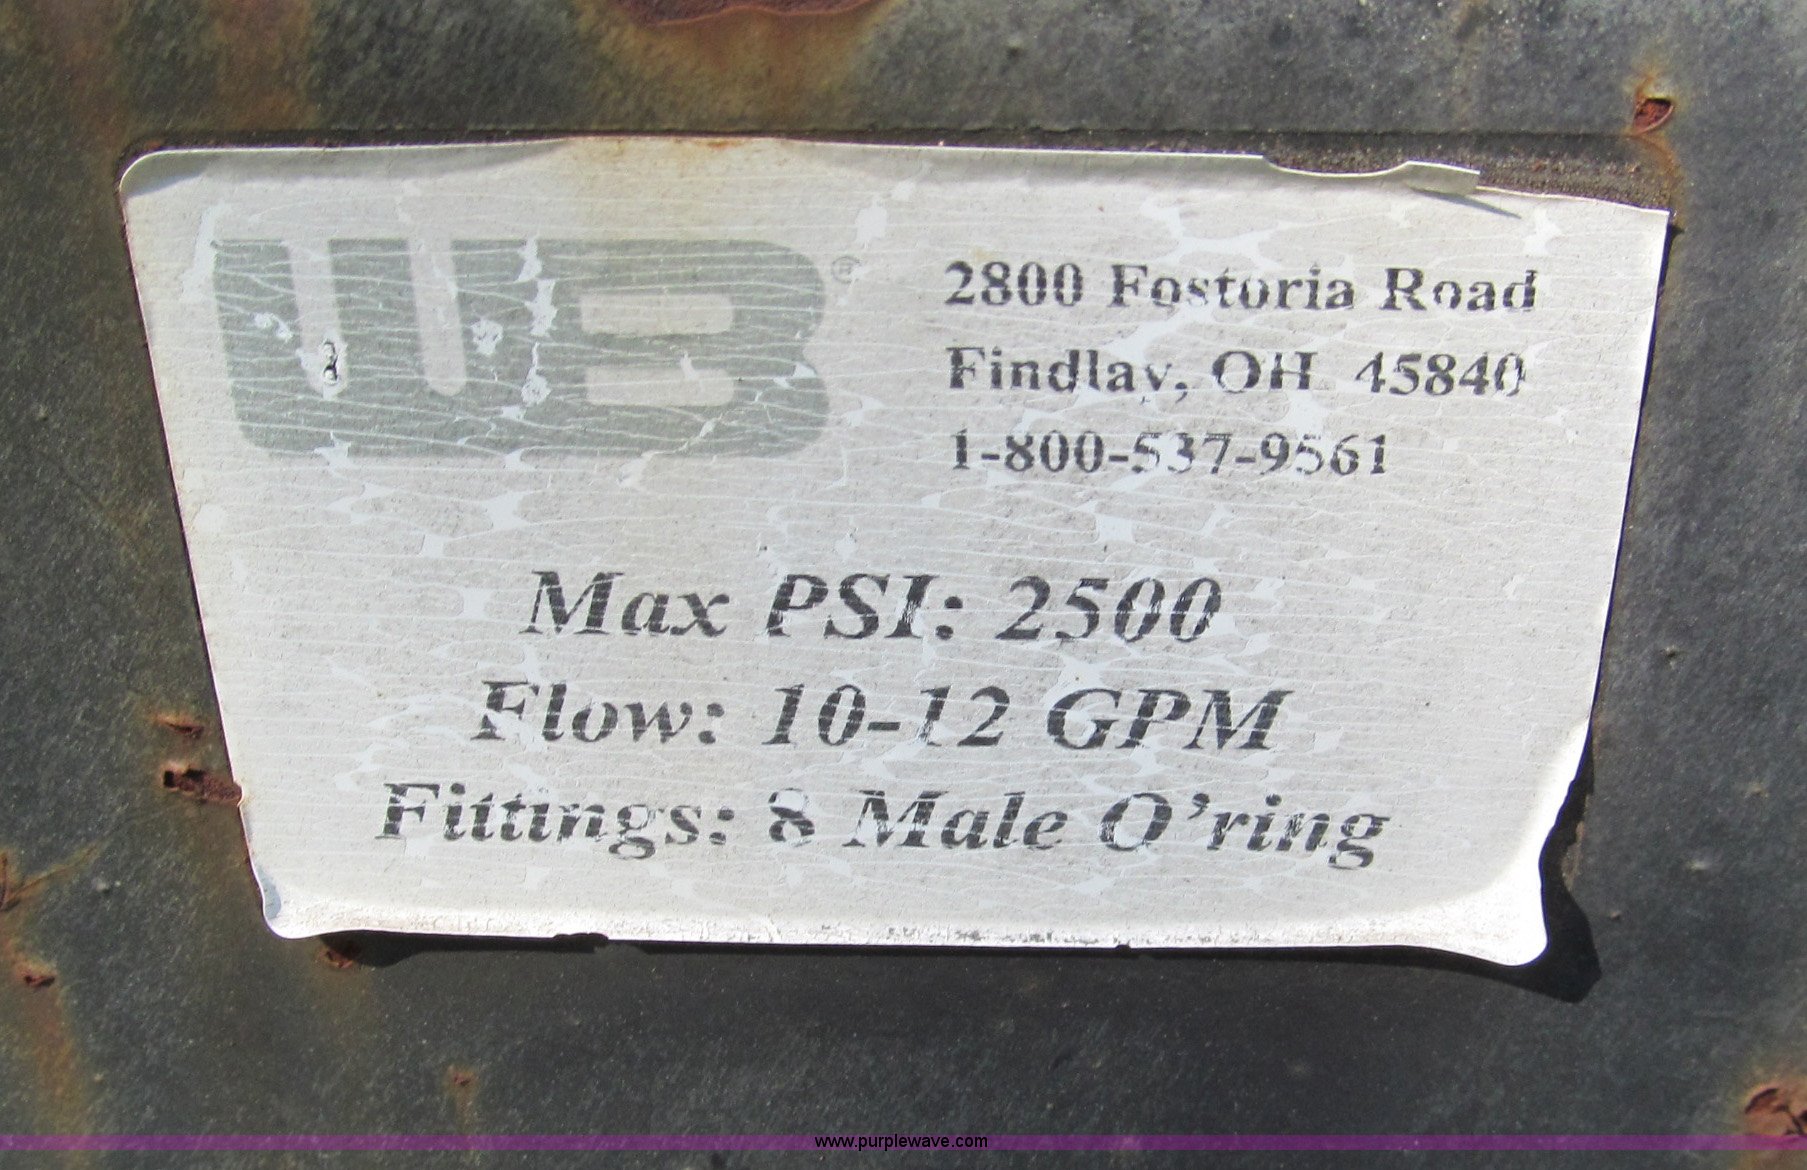 WB®
2800 Fostoria Road
Findlay, OH 45840
1-800-537-9561
Max PSI: 2500
Flow: 10-12 GPM
Fittings: 8 Male O'ring
www.purplewave.com